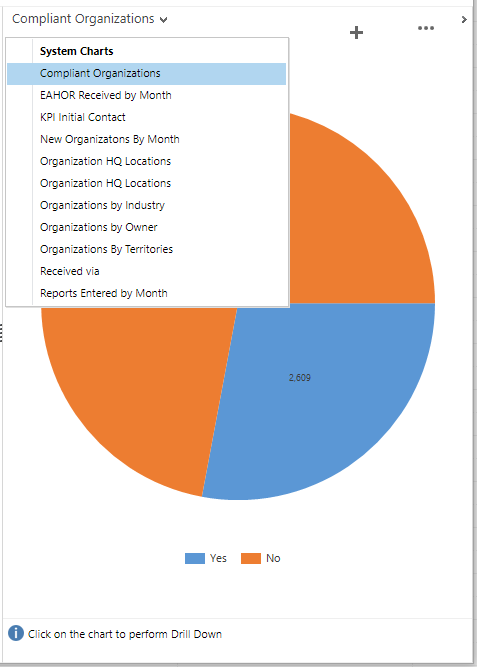 Compliant Organizations
System Charts
Compliant Organizations
EAHOR Received by Month
KPI Initial Contact
New Organizatons By Month
Organization HQ Locations
Organization HQ Locations
Organizations by Industry
Organizations by Owner
Organizations By Territories
Received via
Reports Entered by Month
2,609
Yes No
Click on the chart to perform Drill Down